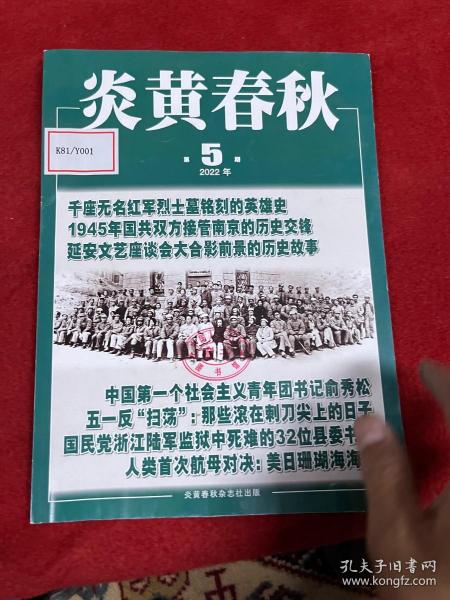 炎黄春秋
K81/Y001
第5期
2022年
千座无名红军烈士墓铭刻的英雄史
1945年国共双方接管南京的历史交锋
延安文艺座谈会大合影前景的历史故事
中国第一个社会主义青年团书记俞秀松
五一反“扫荡”：那些滚在刺刀尖上的日子
国民党浙江陆军监狱中死难的32位县委书
人类首次航母对决：美日珊瑚海海
炎黄春秋杂志社出版
孔夫子旧书网
www.kongfz.com